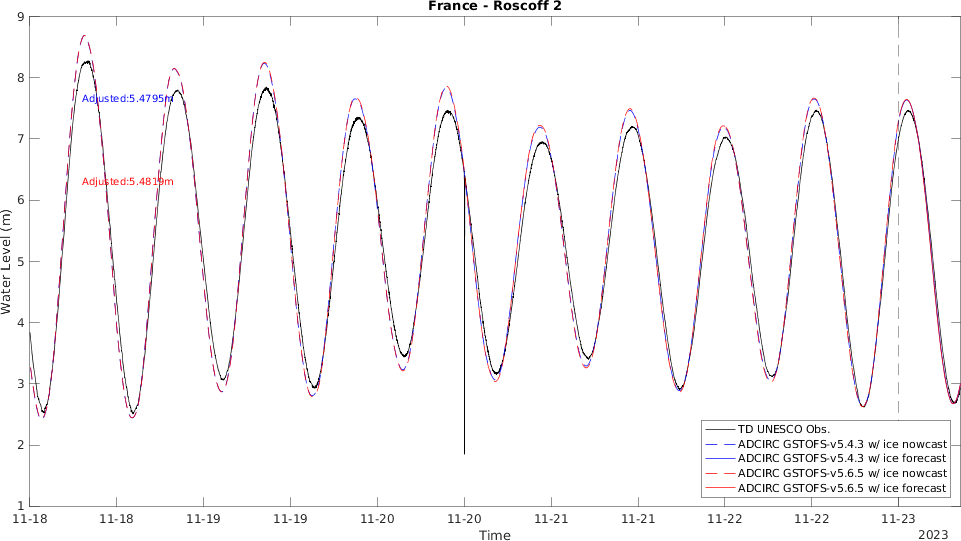 France - Roscoff 2
9
8
7
6
5
4
3
2
1
Water Level (m)
Adjusted:5.4795m
Adjusted:5.4819m
TD UNESCO Obs.
ADCIRC GSTOFS-v5.4.3 w/ ice nowcast
ADCIRC GSTOFS-v5.4.3 w/ ice forecast
ADCIRC GSTOFS-v5.6.5 w/ ice nowcast
ADCIRC GSTOFS-v5.6.5 w/ ice forecast
11-18 11-18 11-19 11-19 11-20 11-20 11-21 11-21 11-22 11-22 11-23
Time
2023